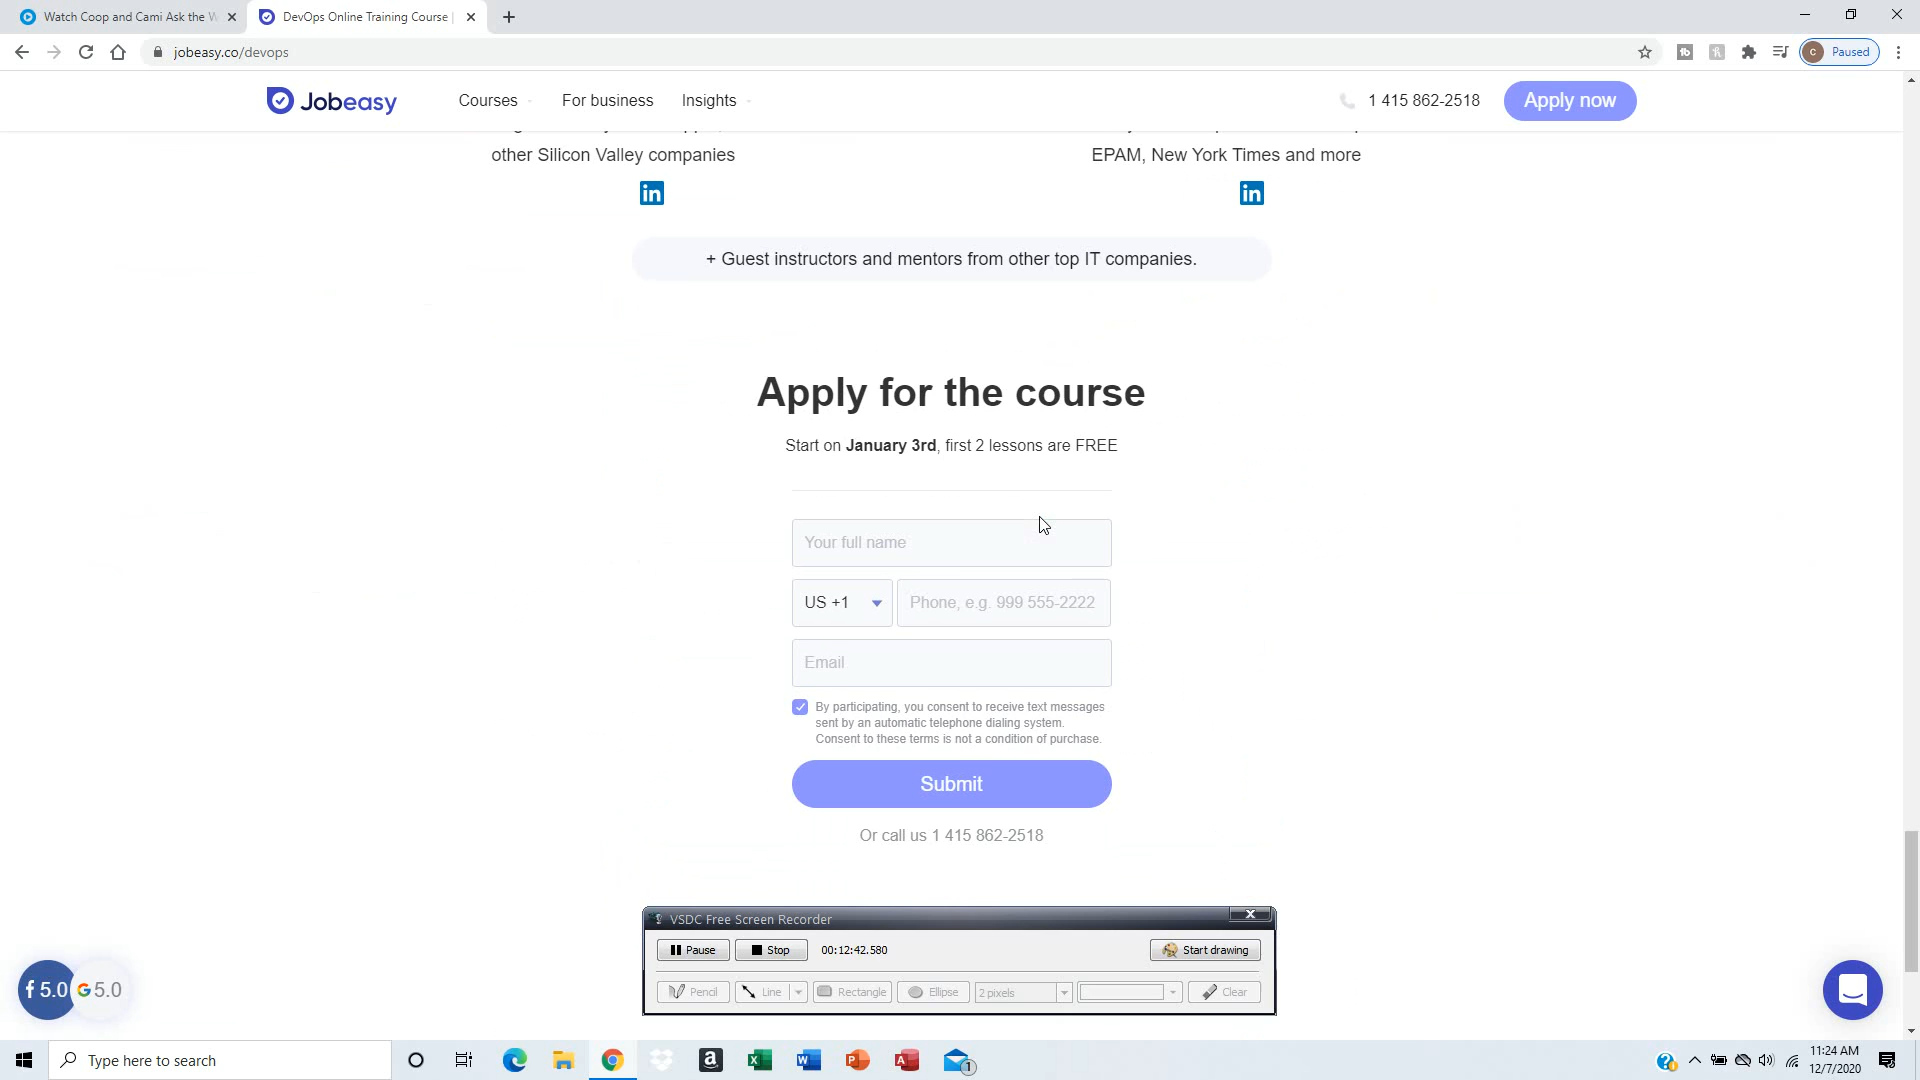 Watch Coop and Cami Ask the W
DevOps Online Training Course |
jobeasy.co/devops
C Paused
Jobeasy
Courses
For business
Insights
1 415 862-2518
Apply now
other Silicon Valley companies
EPAM, New York Times and more
in
in
+ Guest instructors and mentors from other top IT companies.
Apply for the course
Start on January 3rd, first 2 lessons are FREE
Your full name
US +1
Phone, e.g. 999 555-2222
Email
By participating, you consent to receive text messages
sent by an automatic telephone dialing system.
Consent to these terms is not a condition of purchase.
Submit
Or call us 1 415 862-2518
VSDC Free Screen Recorder
Pause
Stop
00:12:42.580
Start drawing
Pencil
Line
Rectangle
Ellipse
2 pixels
Clear
f 5.0
G 5.0
Type here to search
1
11:24 AM
12/7/2020